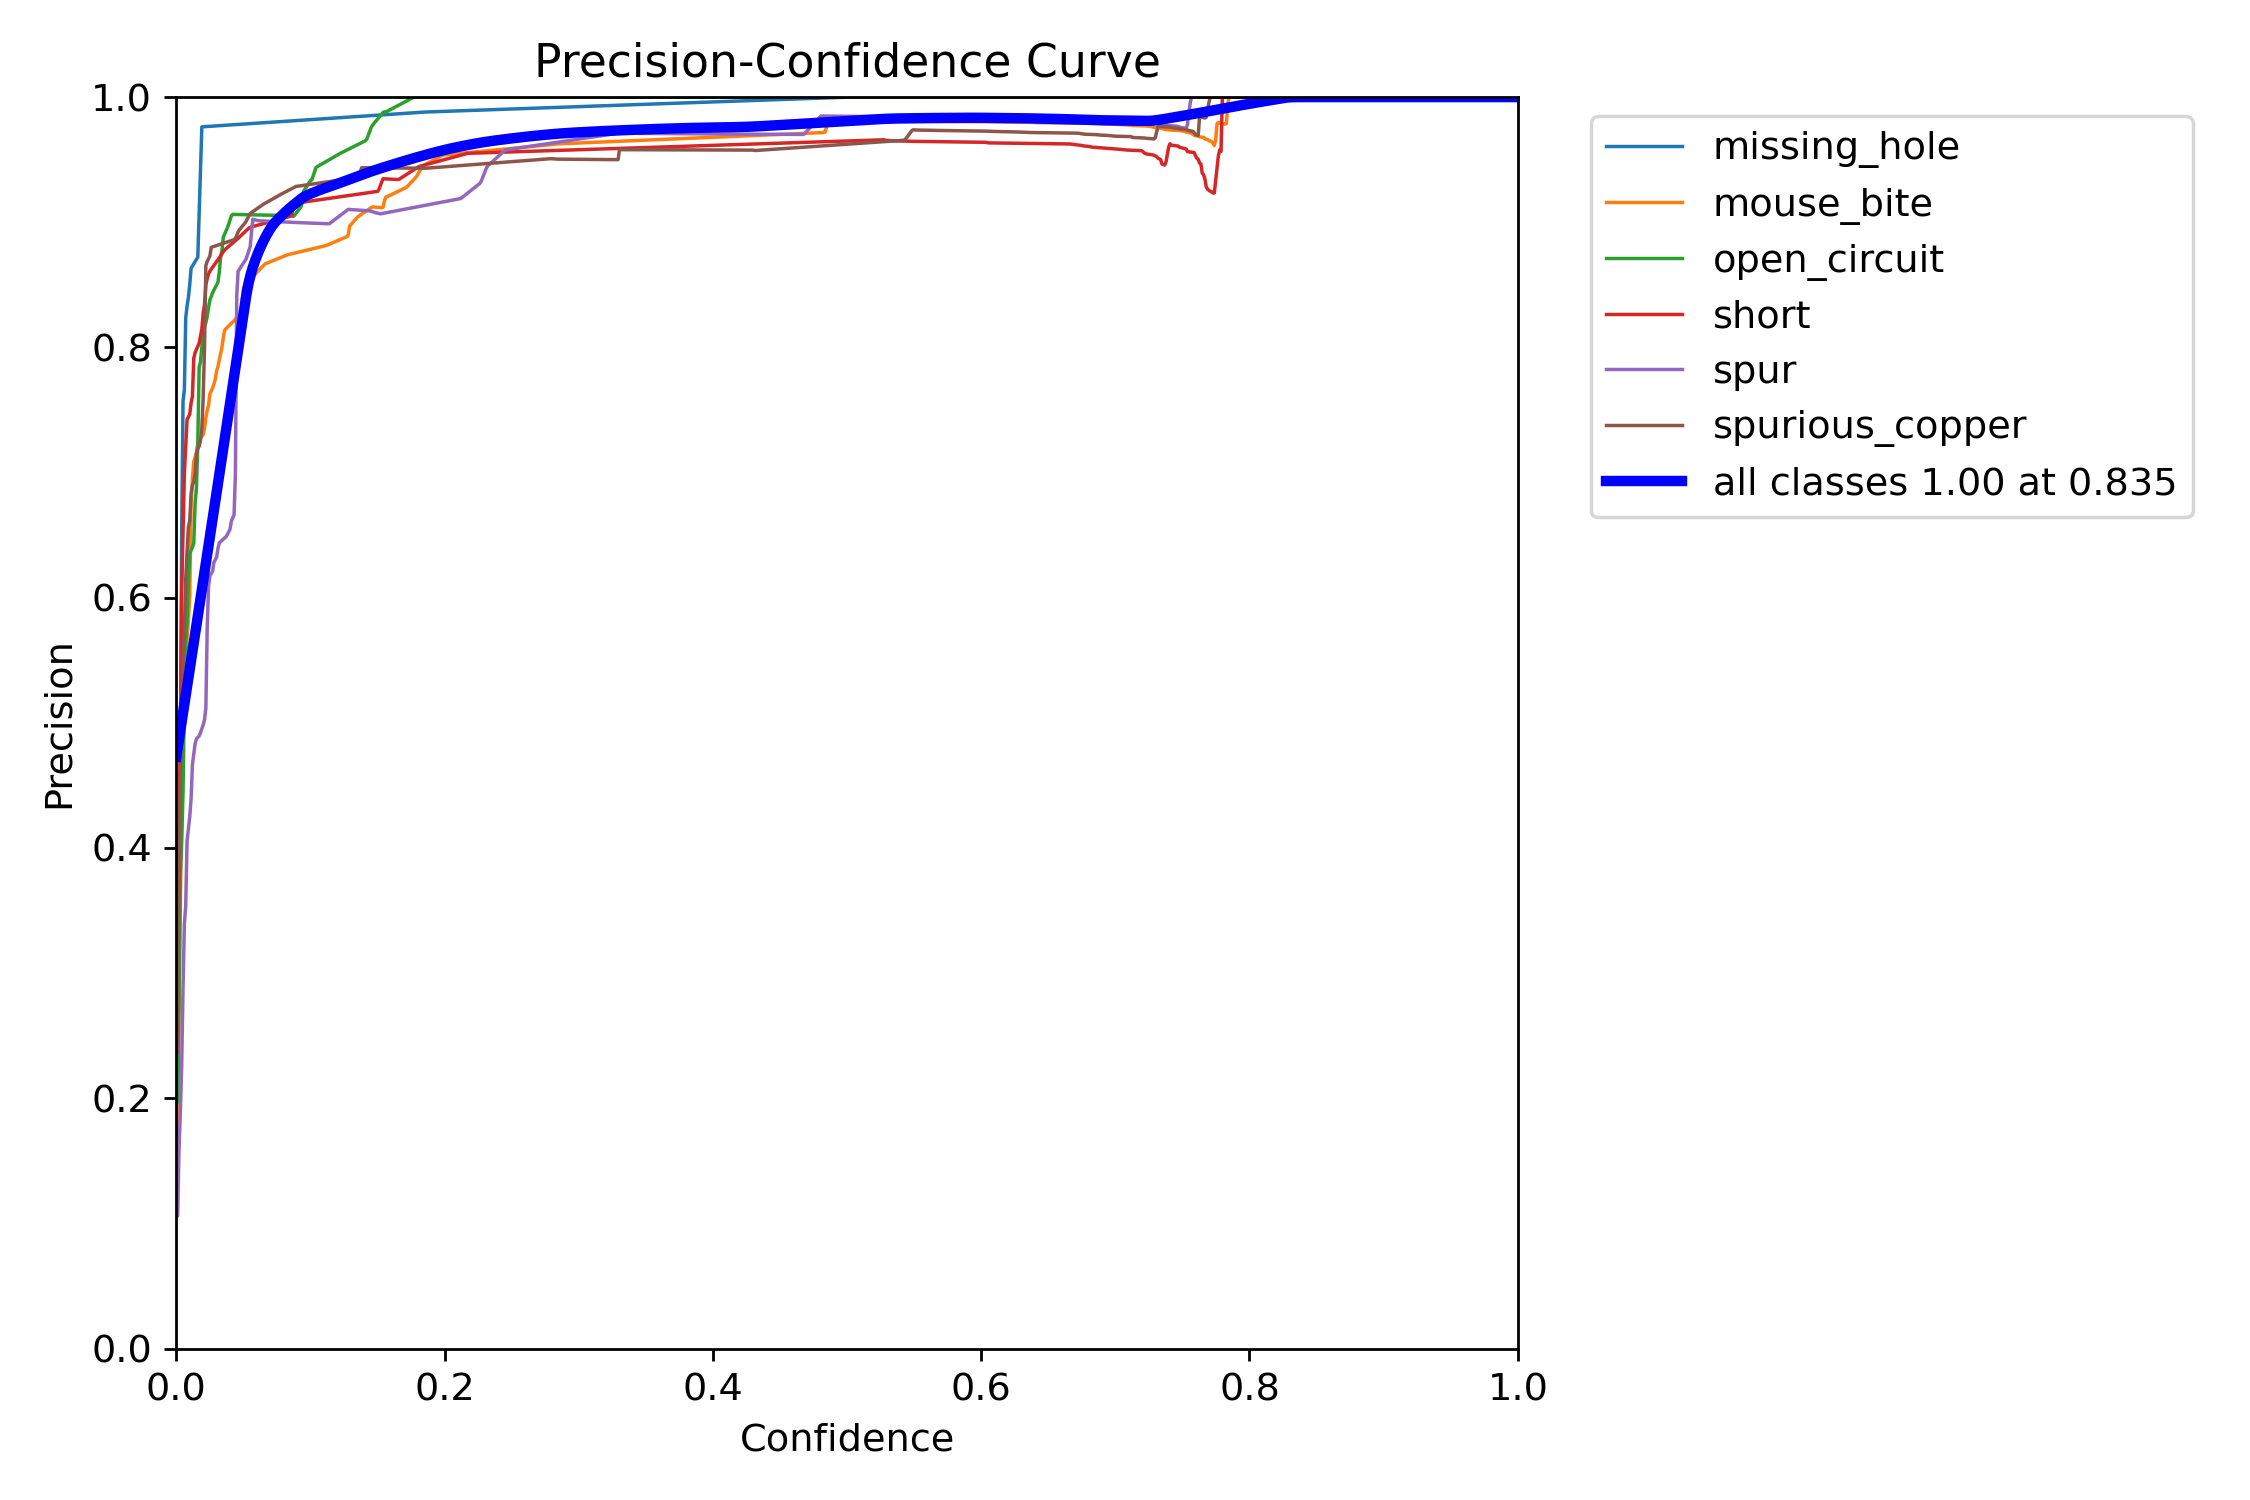 Precision-Confidence Curve
1.0
0.8
0.6
0.4
0.2
0.0
Precision
0.0 0.2 0.4 0.6 0.8 1.0
Confidence
missing_hole
mouse_bite
open_circuit
short
spur
spurious_copper
all classes 1.00 at 0.835